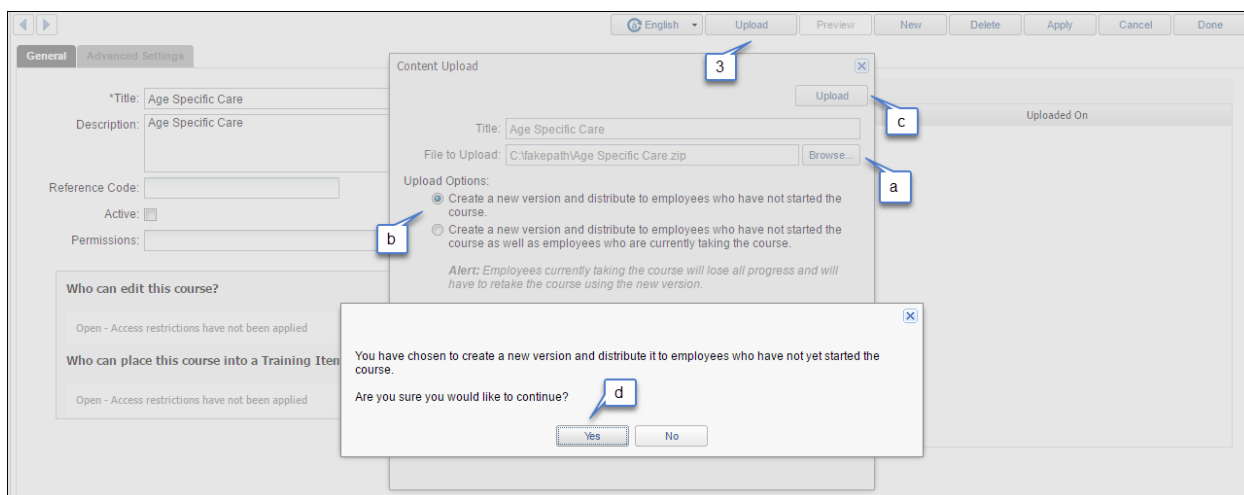 English
Upload
Preview
New
Delete
Apply
Cancel
Done
General
Advanced Settings
3
Content Upload
*Title: Age Specific Care
Description: Age Specific Care
Upload
c
Uploaded On
Title: Age Specific Care
File to Upload: C:\fakepath\Age Specific Care.zip
Browse...
a
Reference Code:
Active:
Permissions:
Upload Options:
b
Create a new version and distribute to employees who have not started the
course.
Create a new version and distribute to employees who have not started the
course as well as employees who are currently taking the course.
Alert: Employees currently taking the course will lose all progress and will
have to retake the course using the new version.
Who can edit this course?
Open - Access restrictions have not been applied
Who can place this course into a Training Iten
Open - Access restrictions have not been applied
You have chosen to create a new version and distribute it to employees who have not yet started the
course.
Are you sure you would like to continue?
d
Yes
No